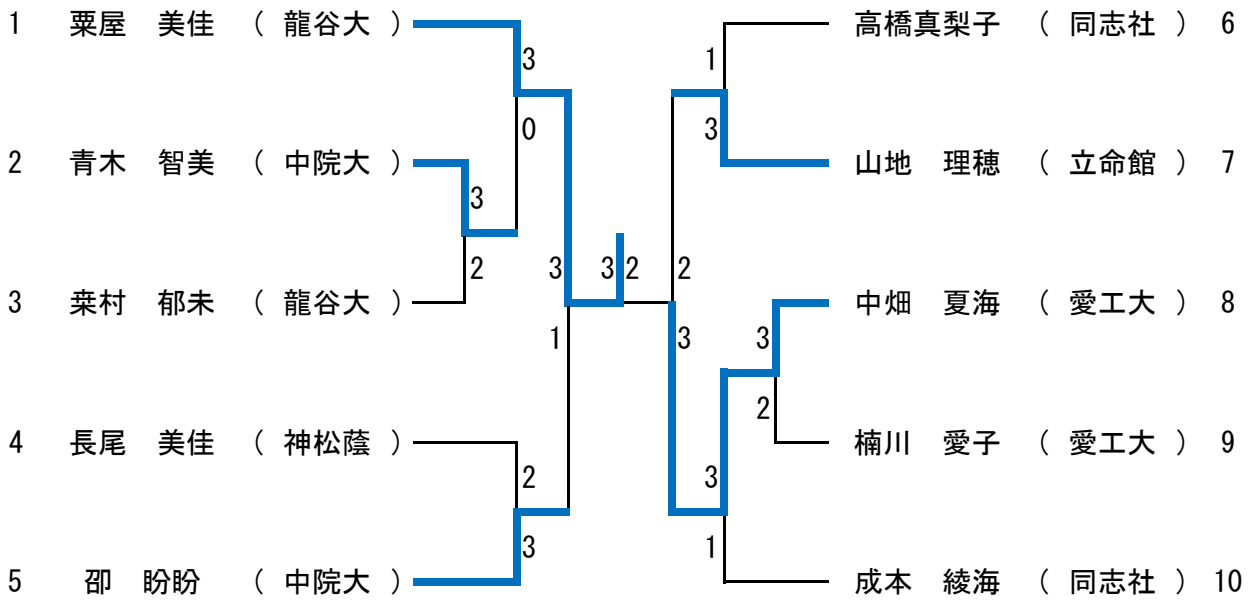 1 粟屋 美佳 （ 龍谷大 ） 高橋真梨子 （ 同志社 ） 6
3 1
0 3
2 青木 智美 （ 中院大 ） 山地 理穂 （ 立命館 ） 7
3
2 3 3 2 2
3 桒村 郁未 （ 龍谷大 ） 中畑 夏海 （ 愛工大 ） 8
1 3 3
2
4 長尾 美佳 （ 神松蔭 ） 楠川 愛子 （ 愛工大 ） 9
2 3
3 1
5 卲 盼盼 （ 中院大 ） 成本 綾海 （ 同志社 ） 10